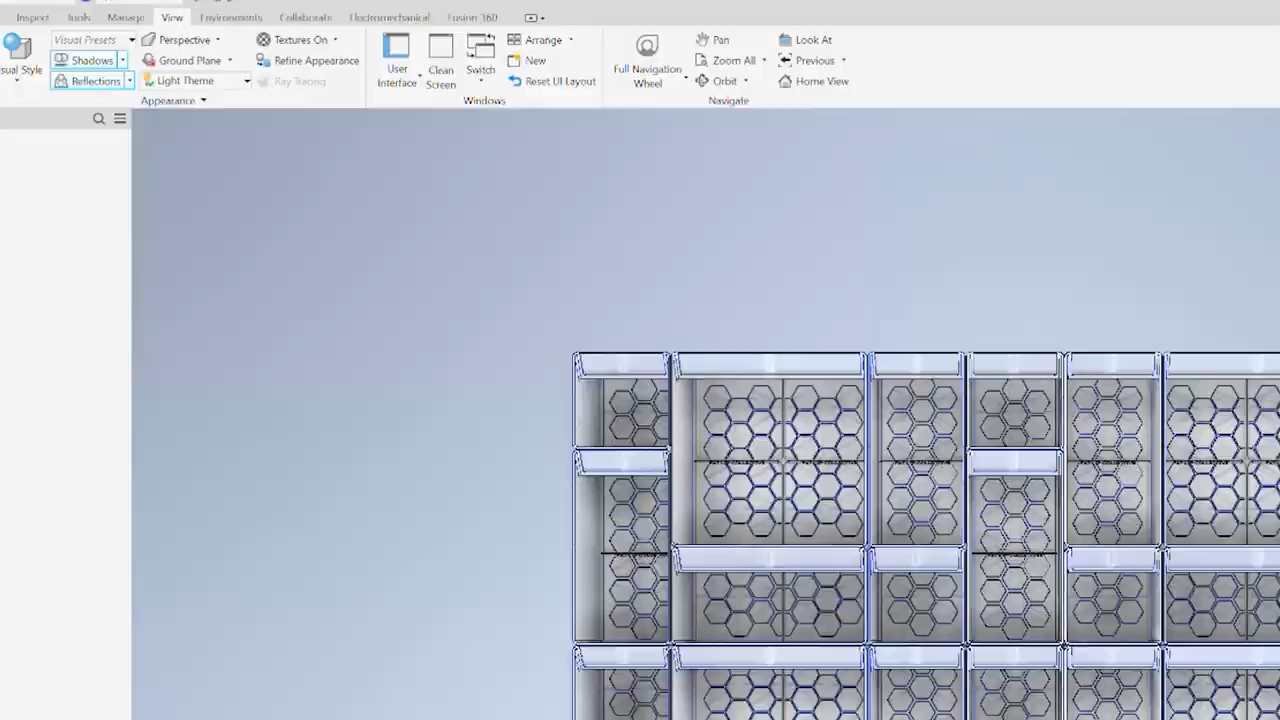 Inspect Tools Manage View Environments Collaborate Electromechanical Fusion 360
Visual Presets Perspective Textures On
Shadows Ground Plane Refine Appearance
Reflections Light Theme Ray Tracing
Appearance
User Interface
Clean Screen
Switch
Arrange
New
Reset UI Layout
Windows
Full Navigation Wheel
Pan
Zoom All
Orbit
Look At
Previous
Home View
Navigate